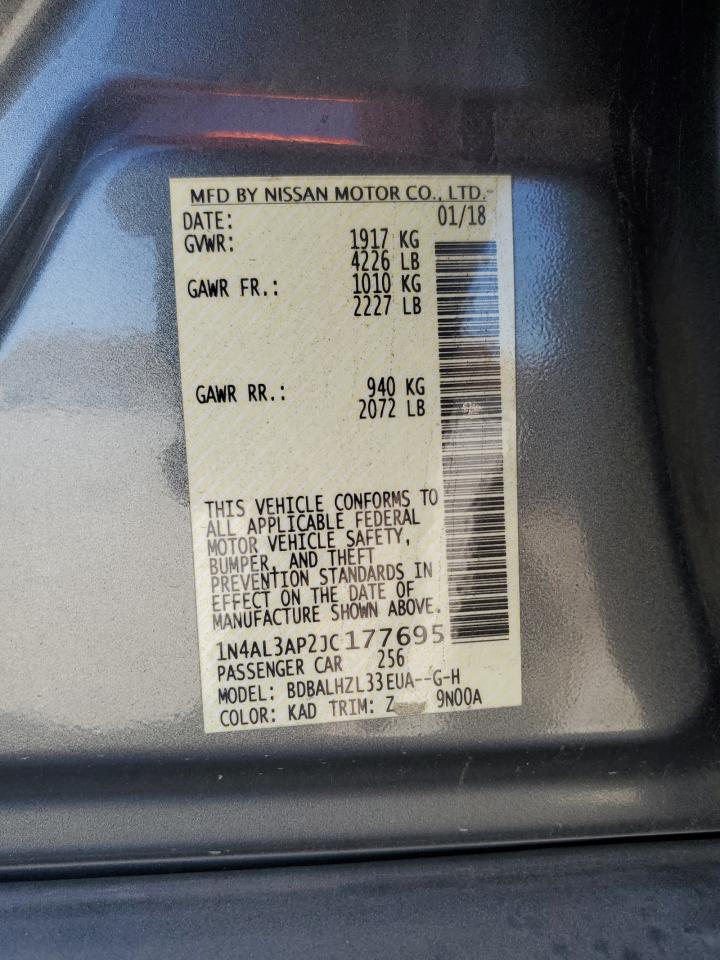 MFD BY NISSAN MOTOR CO., LTD.
DATE: 01/18
GVWR: 1917 KG
4226 LB
GAWR FR.: 1010 KG
2227 LB
GAWR RR.: 940 KG
2072 LB
THIS VEHICLE CONFORMS TO
ALL APPLICABLE FEDERAL
MOTOR VEHICLE SAFETY,
BUMPER, AND THEFT
PREVENTION STANDARDS IN
EFFECT ON THE DATE OF
MANUFACTURE SHOWN ABOVE.
1N4AL3AP2JC177695
PASSENGER CAR 256
MODEL: BDBALHZL33EUA--G-H
COLOR: KAD TRIM: Z 9N00A